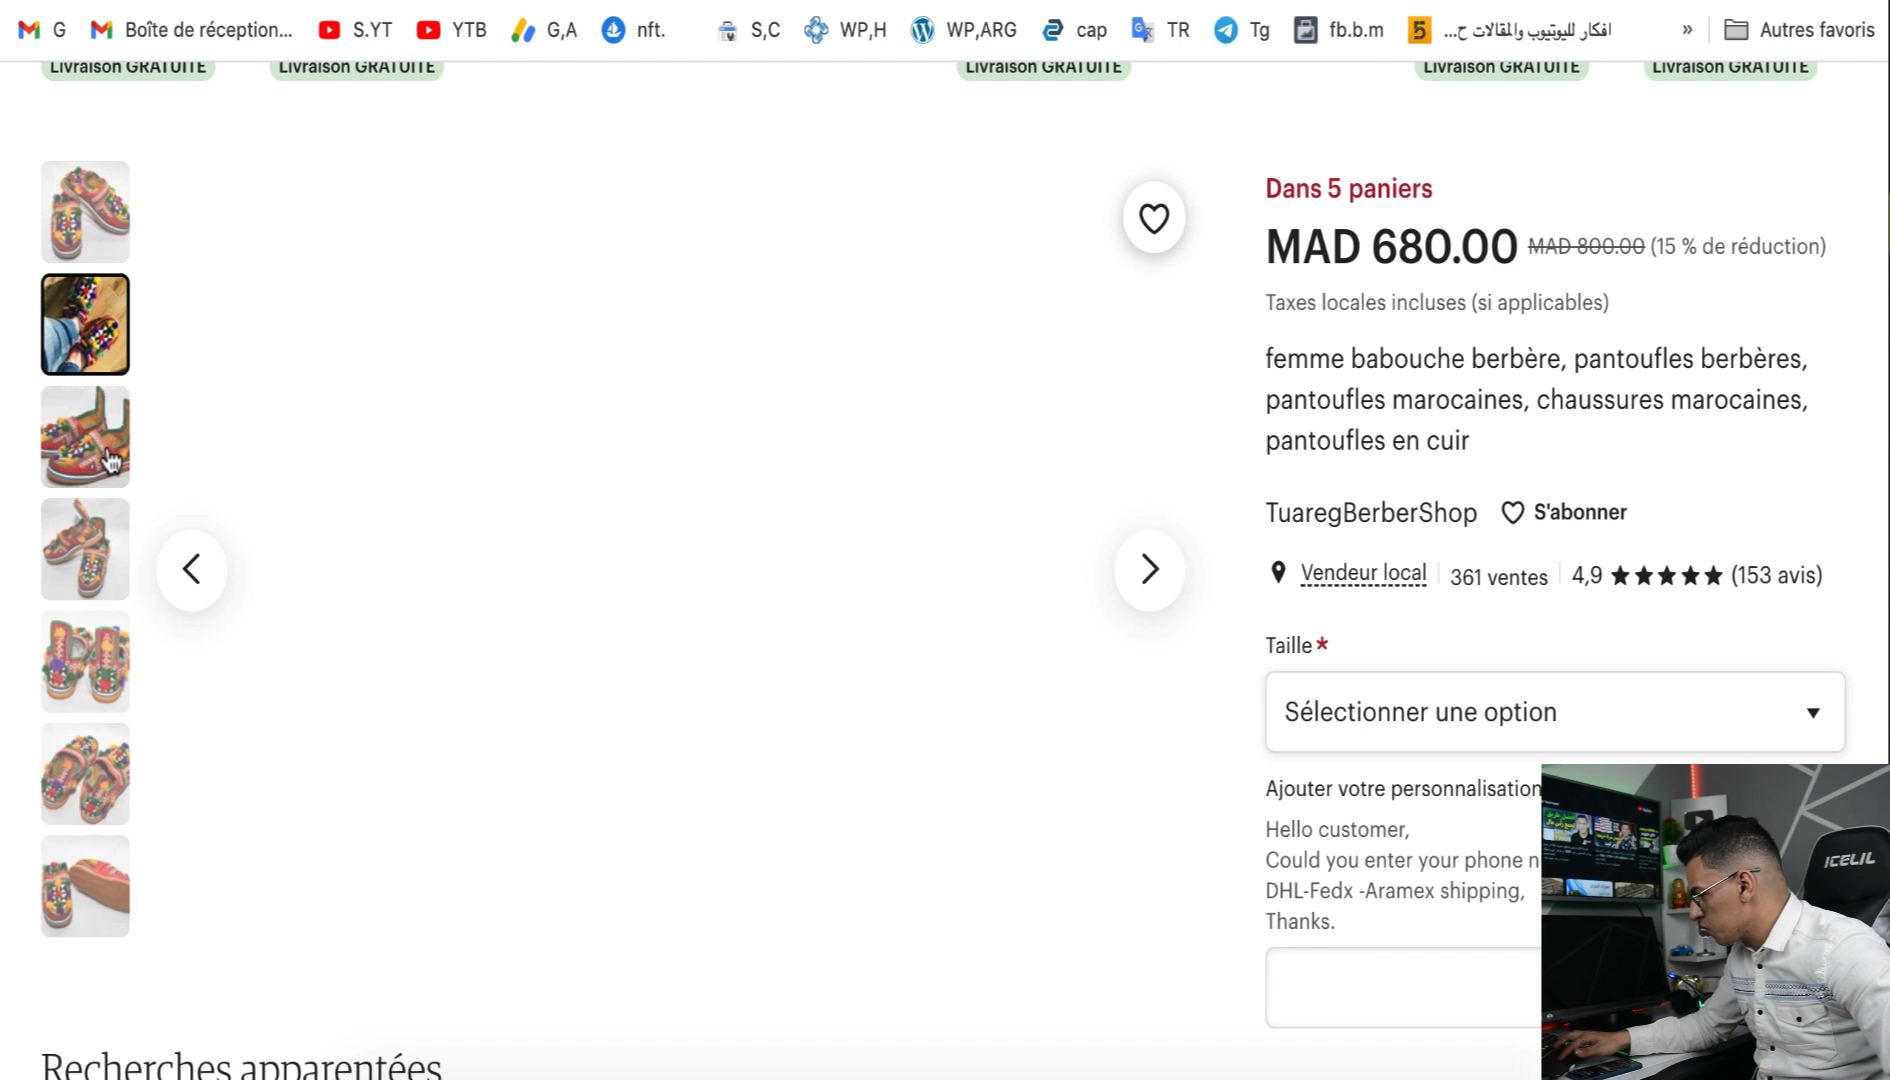 G
Boîte de réception...
S.YT
YTB
G,A
nft.
S,C
WP,H
WP,ARG
cap
TR
Tg
fb.b.m
افكار لليوتيوب والمقالات ح...
»
Autres favoris
Livraison GRATUITE
Livraison GRATUITE
Livraison GRATUITE
Livraison GRATUITE
Livraison GRATUITE
Dans 5 paniers
MAD 680.00 MAD 800.00 (15 % de réduction)
Taxes locales incluses (si applicables)
femme babouche berbère, pantoufles berbères,
pantoufles marocaines, chaussures marocaines,
pantoufles en cuir
TuaregBerberShop S'abonner
Vendeur local 361 ventes 4,9 ★★★★★ (153 avis)
Taille*
Sélectionner une option
Ajouter votre personnalisation
Hello customer,
Could you enter your phone n
DHL-Fedx -Aramex shipping,
Thanks.
ICELIL
Recherches apparentées